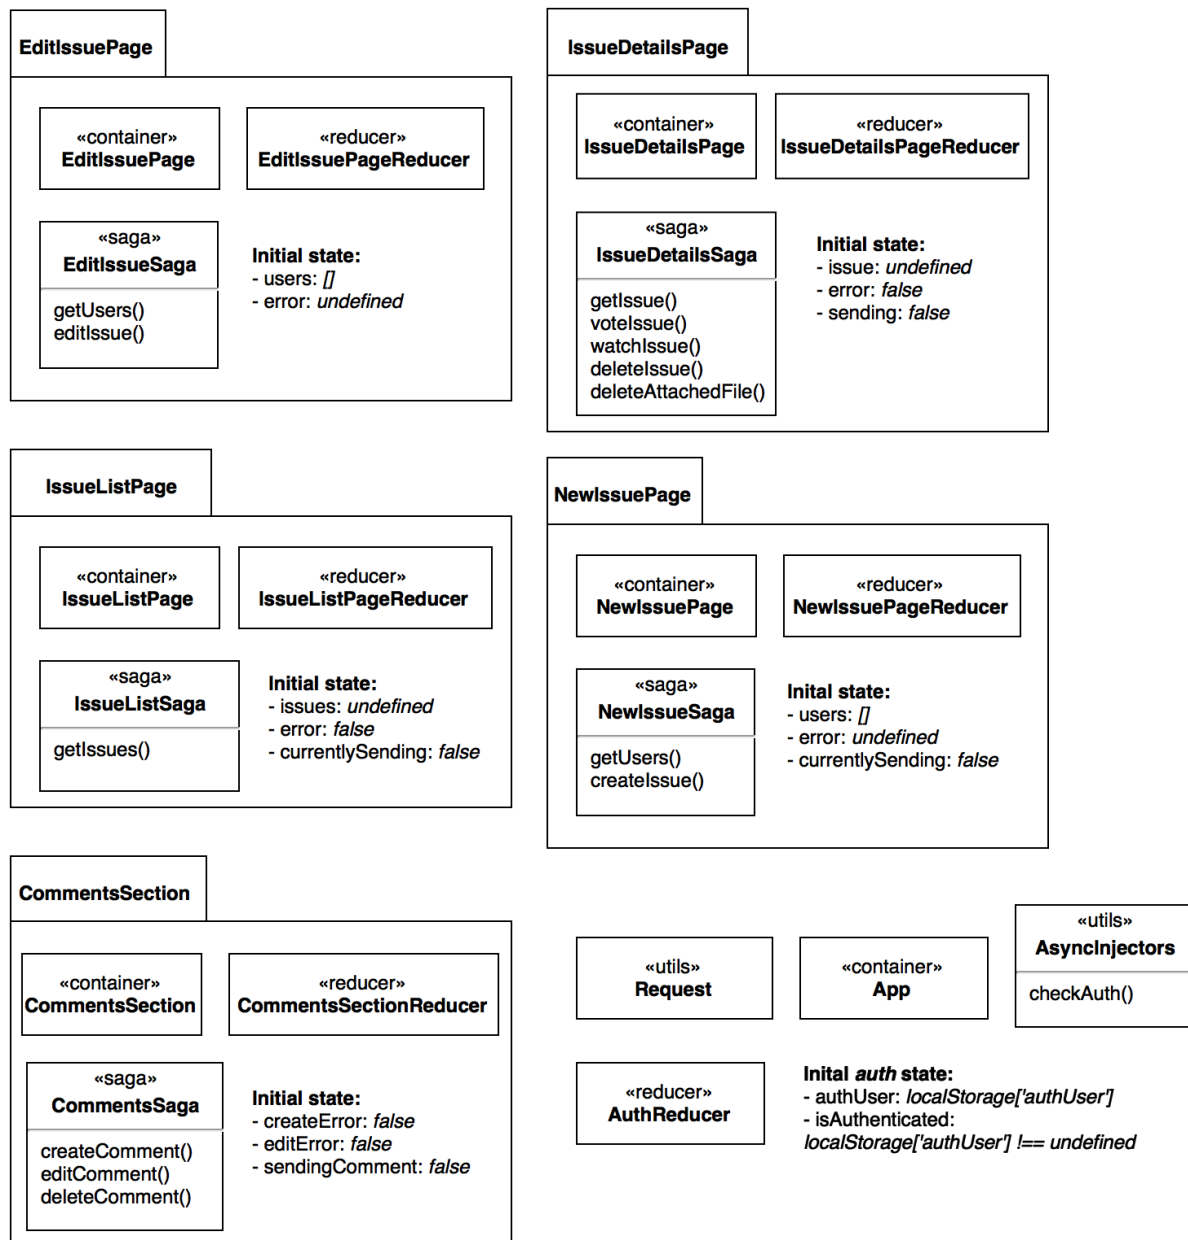 EditIssuePage
«container»
EditIssuePage
«reducer»
EditIssuePageReducer
«saga»
EditIssueSaga
getUsers()
editIssue()
Initial state:
- users: []
- error: undefined
IssueDetailsPage
«container»
IssueDetailsPage
«reducer»
IssueDetailsPageReducer
«saga»
IssueDetailsSaga
getIssue()
voteIssue()
watchIssue()
deleteIssue()
deleteAttachedFile()
Initial state:
- issue: undefined
- error: false
- sending: false
IssueListPage
«container»
IssueListPage
«reducer»
IssueListPageReducer
«saga»
IssueListSaga
getIssues()
Initial state:
- issues: undefined
- error: false
- currentlySending: false
NewIssuePage
«container»
NewIssuePage
«reducer»
NewIssuePageReducer
«saga»
NewIssueSaga
getUsers()
createIssue()
Inital state:
- users: []
- error: undefined
- currentlySending: false
CommentsSection
«container»
CommentsSection
«reducer»
CommentsSectionReducer
«saga»
CommentsSaga
createComment()
editComment()
deleteComment()
Initial state:
- createError: false
- editError: false
- sendingComment: false
«utils»
Request
«container»
App
«utils»
AsyncInjectors
checkAuth()
«reducer»
AuthReducer
Inital auth state:
- authUser: localStorage['authUser']
- isAuthenticated:
localStorage['authUser'] !== undefined